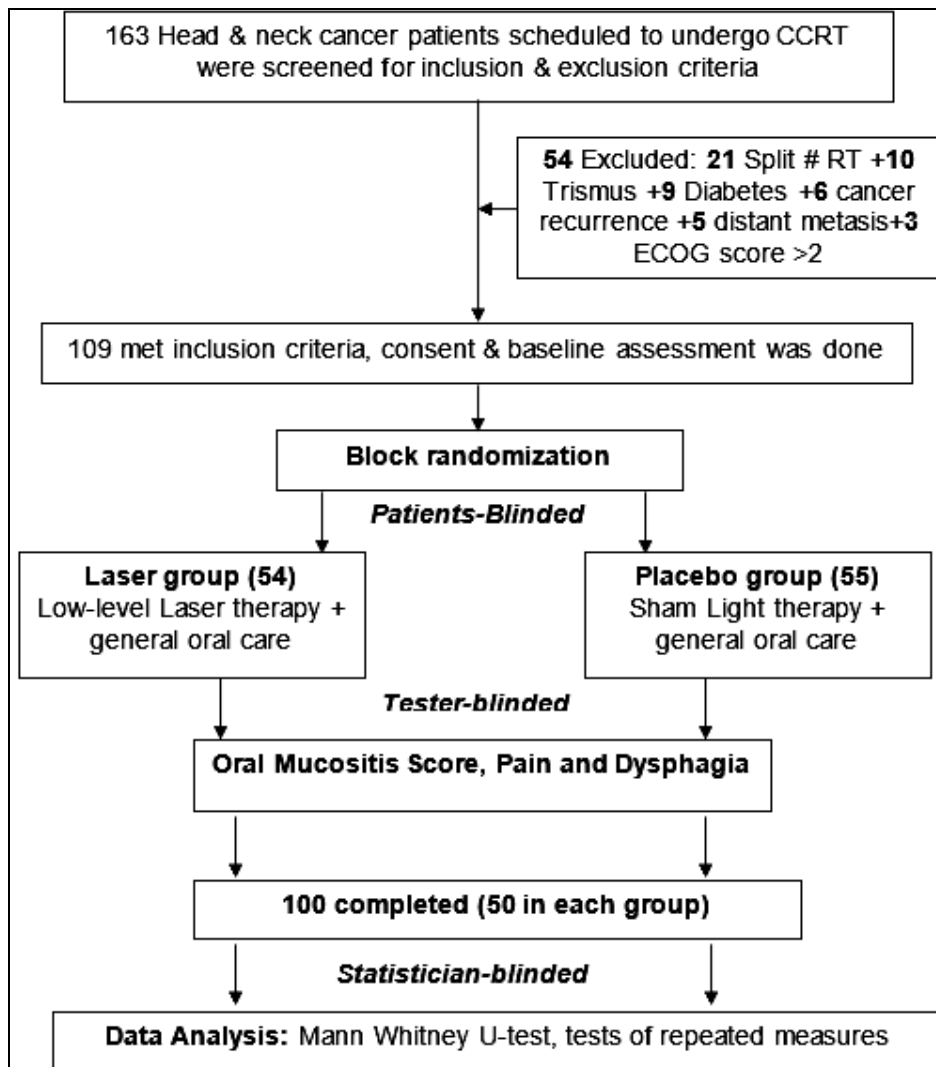 163 Head & neck cancer patients scheduled to undergo CCRT
were screened for inclusion & exclusion criteria
54 Excluded: 21 Split # RT +10
Trismus +9 Diabetes +6 cancer
recurrence +5 distant metasis+3
ECOG score >2
109 met inclusion criteria, consent & baseline assessment was done
Block randomization
Patients-Blinded
Laser group (54)
Low-level Laser therapy +
general oral care
Placebo group (55)
Sham Light therapy +
general oral care
Tester-blinded
Oral Mucositis Score, Pain and Dysphagia
100 completed (50 in each group)
Statistician-blinded
Data Analysis: Mann Whitney U-test, tests of repeated measures